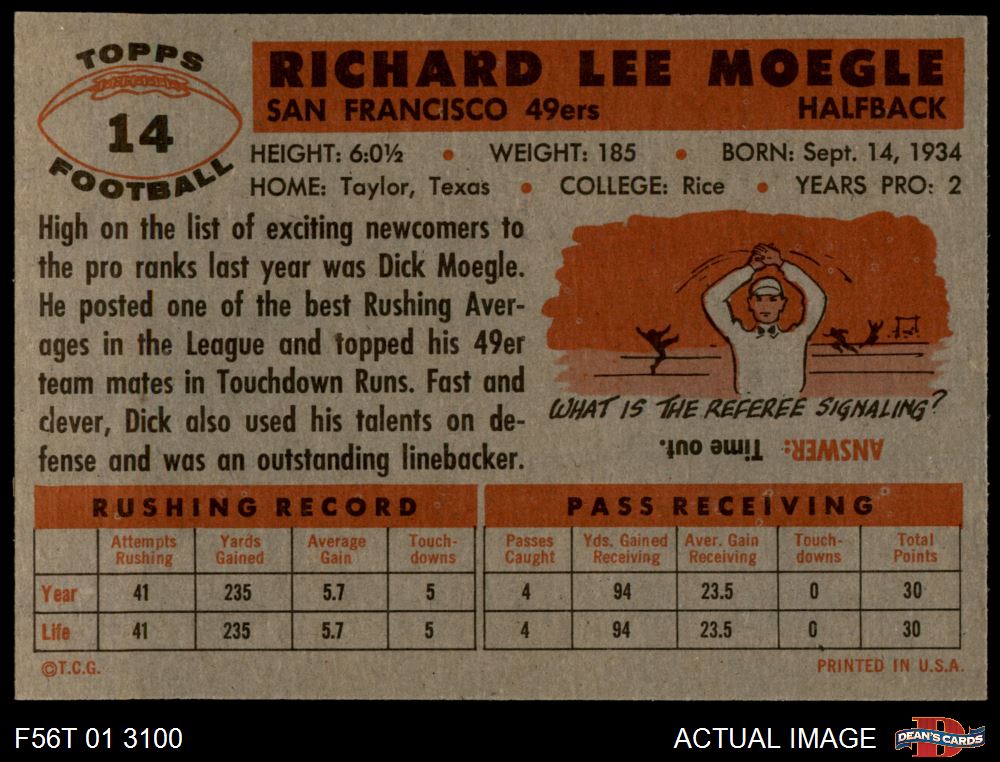 TOPPS
14
FOOTBALL
RICHARD LEE MOEGLE
SAN FRANCISCO 49ers HALFBACK
HEIGHT: 6:0½ • WEIGHT: 185 • BORN: Sept. 14, 1934
HOME: Taylor, Texas • COLLEGE: Rice • YEARS PRO: 2
High on the list of exciting newcomers to
the pro ranks last year was Dick Moegle.
He posted one of the best Rushing Aver-
ages in the League and topped his 49er
team mates in Touchdown Runs. Fast and
clever, Dick also used his talents on de-
fense and was an outstanding linebacker.
WHAT IS THE REFEREE SIGNALING?
ANSWER: Time out.
RUSHING RECORD
Attempts Rushing Yards Gained Average Gain Touch-downs
Year 41 235 5.7 5
Life 41 235 5.7 5
PASS RECEIVING
Passes Caught Yds. Gained Receiving Aver. Gain Receiving Touch-downs Total Points
4 94 23.5 0 30
4 94 23.5 0 30
©T.C.G. PRINTED IN U.S.A.
F56T 01 3100 ACTUAL IMAGE DEAN'S CARDS